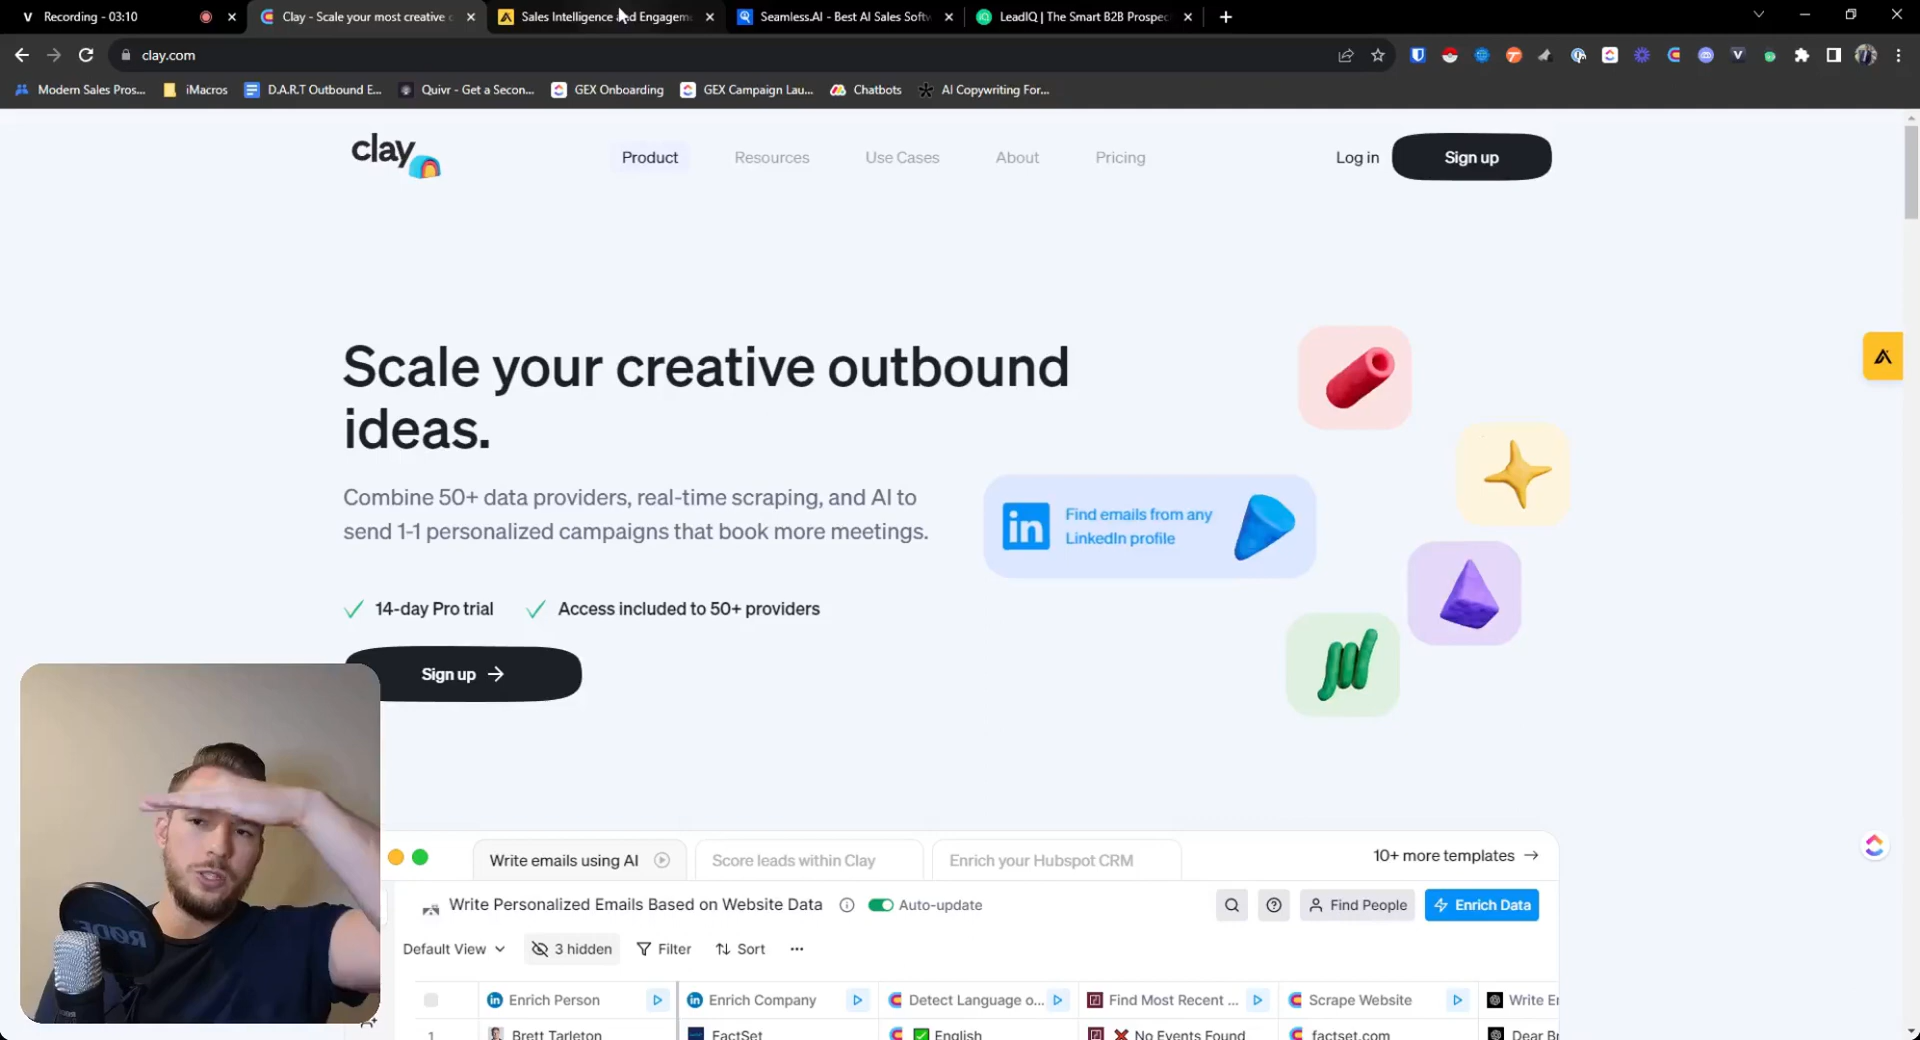 V Recording - 03:10
Clay - Scale your most creative
Sales Intelligence and Engagem
Seamless.AI - Best AI Sales Soft
LeadIQ | The Smart B2B Prospec
clay.com
Modern Sales Pros...
iMacros
D.A.R.T Outbound E...
Quivr - Get a Secon...
GEX Onboarding
GEX Campaign Lau...
Chatbots
AI Copywriting For...
clay
Product
Resources
Use Cases
About
Pricing
Log in
Sign up
Scale your creative outbound
ideas.
Combine 50+ data providers, real-time scraping, and AI to
send 1-1 personalized campaigns that book more meetings.
in
Find emails from any
LinkedIn profile
14-day Pro trial
Access included to 50+ providers
Sign up →
RØDE
Write emails using AI
Score leads within Clay
Enrich your Hubspot CRM
10+ more templates →
Write Personalized Emails Based on Website Data
Auto-update
Find People
Enrich Data
Default View
3 hidden
Filter
Sort
...
Enrich Person
Enrich Company
Detect Language o...
Find Most Recent ...
Scrape Website
Write E
1
Brett Tarleton
FactSet
English
No Events Found
factset.com
Dear B